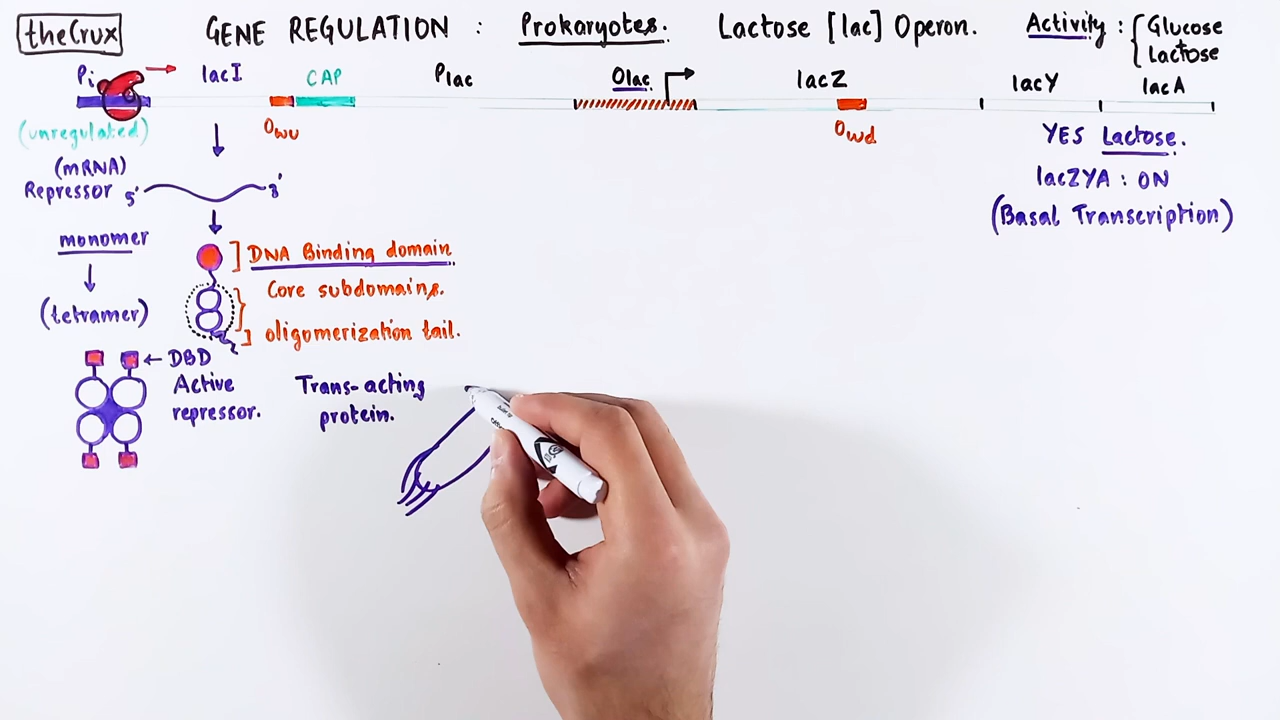 theCrux
GENE REGULATION : Prokaryotes. Lactose [lac] Operon.
Activity : { Glucose
+
Lactose
Pi
lacI
CAP
Plac
Olac
lacZ
lacY
lacA
(unregulated)
Owu
Owd
YES Lactose.
lacZYA : ON
(Basal Transcription)
(mRNA)
Repressor 5' 3'
monomer
(tetramer)
] DNA Binding domain
} Core subdomains.
] oligomerization tail.
← DBD
Active
repressor.
Trans-acting
protein.